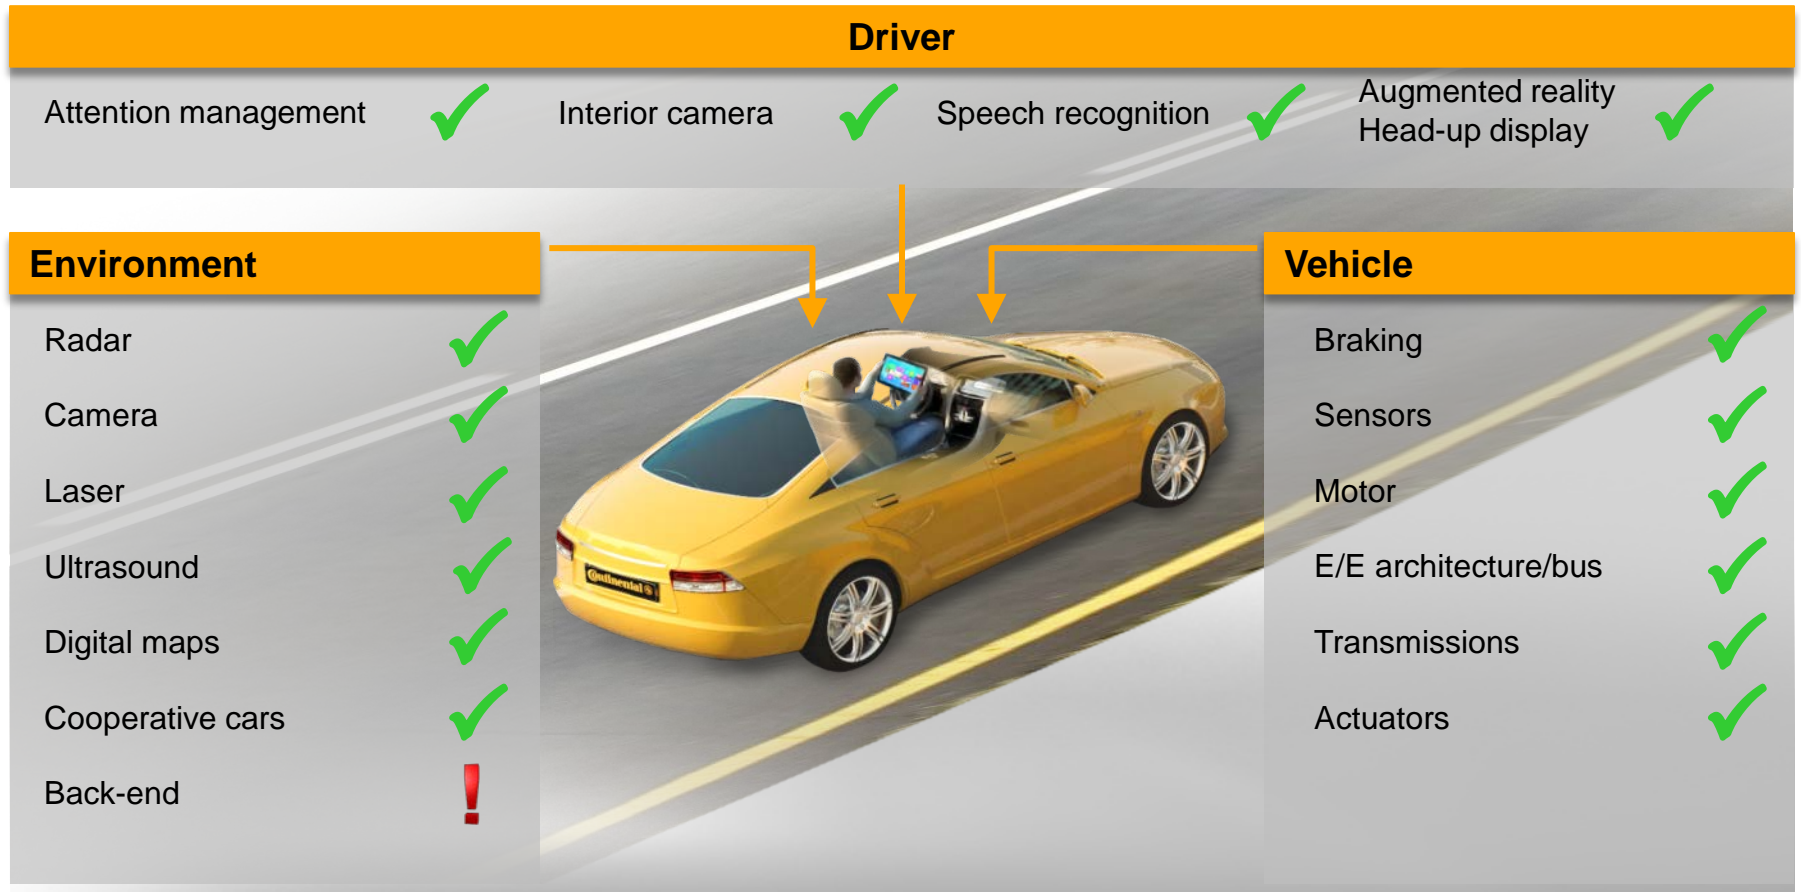 Driver
Attention management
Interior camera
Speech recognition
Augmented reality
Head-up display
Environment
Radar
Camera
Laser
Ultrasound
Digital maps
Cooperative cars
Back-end
Vehicle
Braking
Sensors
Motor
E/E architecture/bus
Transmissions
Actuators
Continental